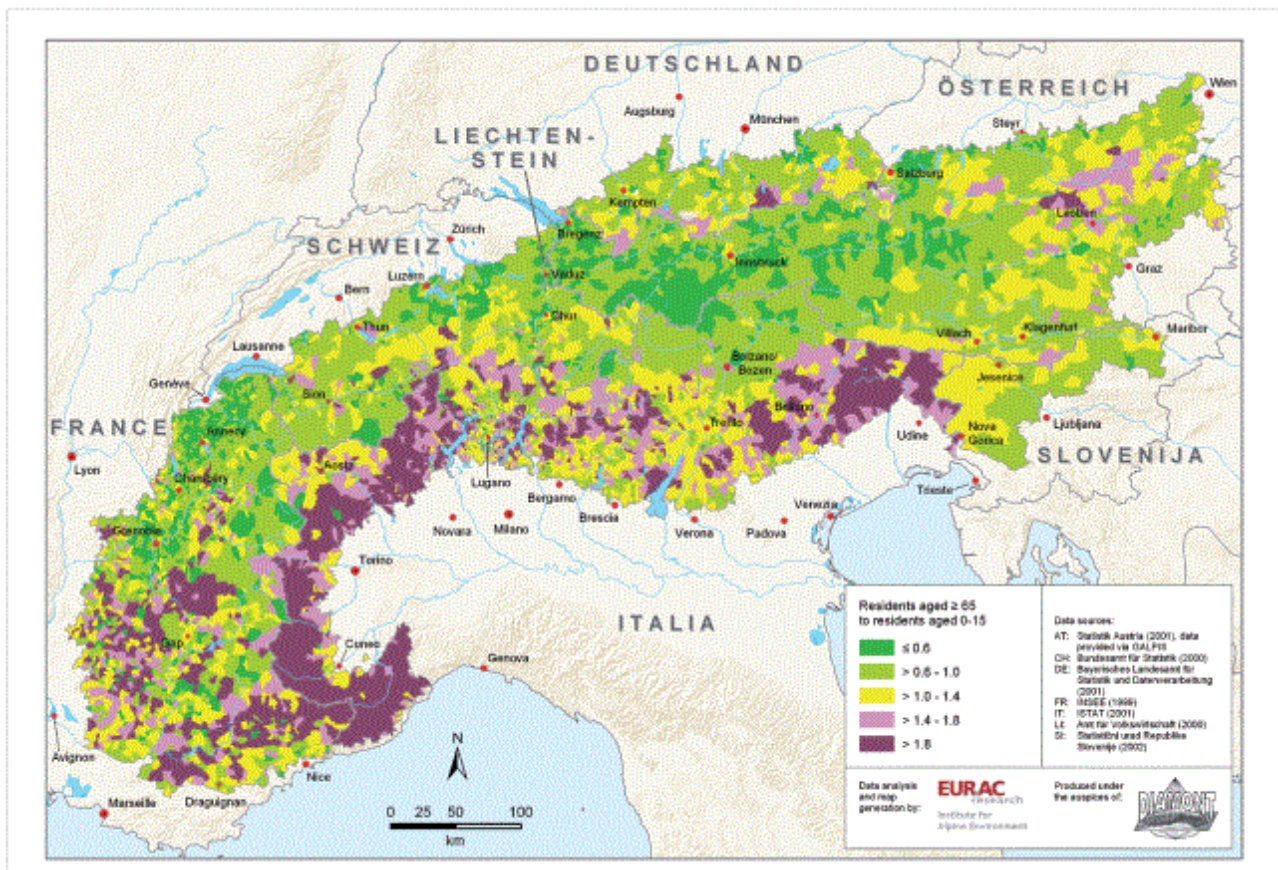 DEUTSCHLAND
ÖSTERREICH
Wien
Augsburg
München
Steyr
LIECHTEN-
STEIN
Salzburg
Kempten
Leoben
Zürich
Bregenz
SCHWEIZ
Innsbruck
Graz
Luzern
Vaduz
Bern
Chur
Thun
Villach
Klagenfurt
Maribor
Lausanne
Bolzano/
Bozen
Jesenice
Genève
Sion
Belluno
FRANCE
Annecy
Trento
Udine
Nova
Gorica
Ljubljana
Lyon
Aosta
SLOVENIJA
Chambéry
Lugano
Bergamo
Trieste
Grenoble
Novara
Milano
Brescia
Verona
Padova
Venezia
Torino
ITALIA
Gap
Cuneo
Genova
Avignon
Nice
Marseille
Draguignan
N
0 25 50 100
km
Residents aged ≥ 65
to residents aged 0-15
≤ 0.6
> 0.6 - 1.0
> 1.0 - 1.4
> 1.4 - 1.8
> 1.8
Data sources:
AT: Statistik Austria (2001), data
provided via GALPIS
CH: Bundesamt für Statistik (2000)
DE: Bayerisches Landesamt für
Statistik und Datenverarbeitung
(2001)
FR: INSEE (1999)
IT: ISTAT (2001)
LI: Amt für Volkswirtschaft (2000)
SI: Statistični urad Republike
Slovenije (2002)
Data analysis
and map
generation by:
EURAC
research
Institute for
Alpine Environment
Produced under
the auspices of:
DIAMONT